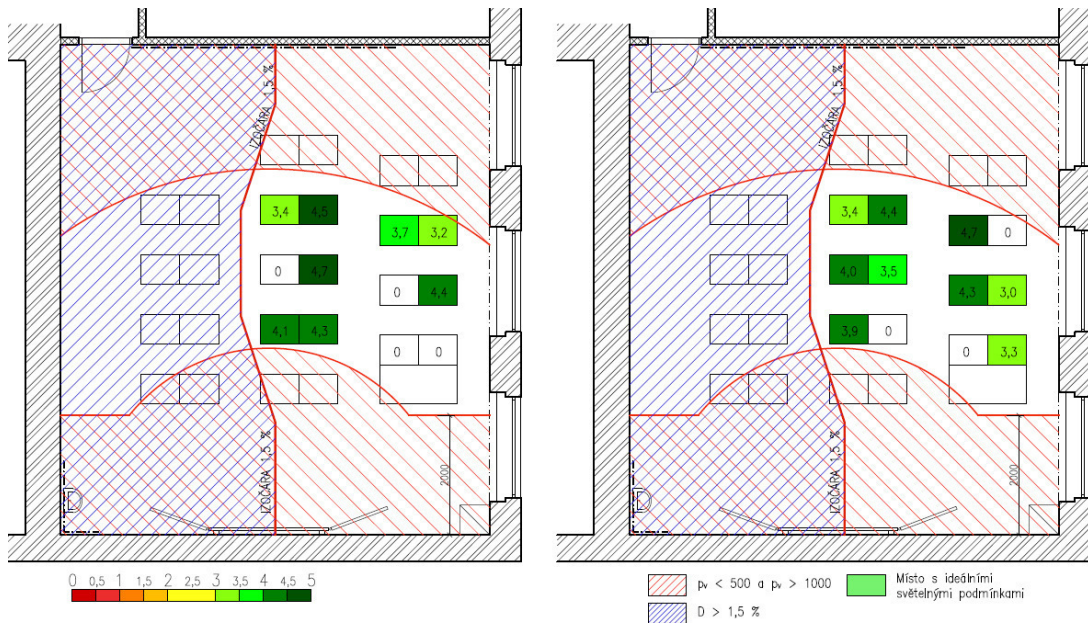 IZOČÁRA 1,5 %
3,4 4,5
3,7 3,2
0 4,7
0 4,4
4,1 4,3
0 0
IZOČÁRA 1,5 %
2000
0 0,5 1 1,5 2 2,5 3 3,5 4 4,5 5
IZOČÁRA 1,5 %
3,4 4,4
4,7 0
4,0 3,5
4,3 3,0
3,9 0
0 3,3
IZOČÁRA 1,5 %
2000
pᵥ < 500 a pᵥ > 1000
D > 1,5 %
Místo s ideálními
světelnými podmínkami